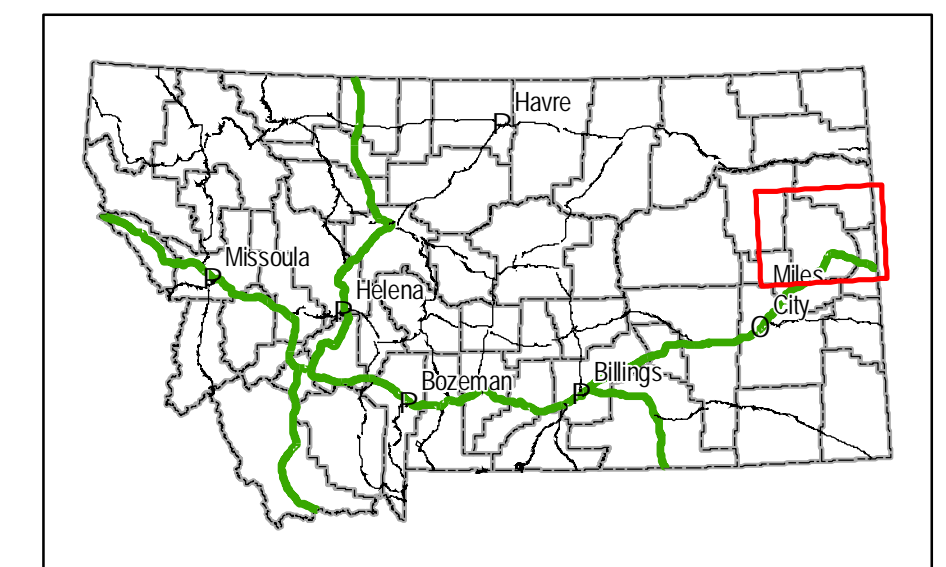 Havre
P
Missoula
P
Helena
P
Miles
City
O
Billings
P
Bozeman
P